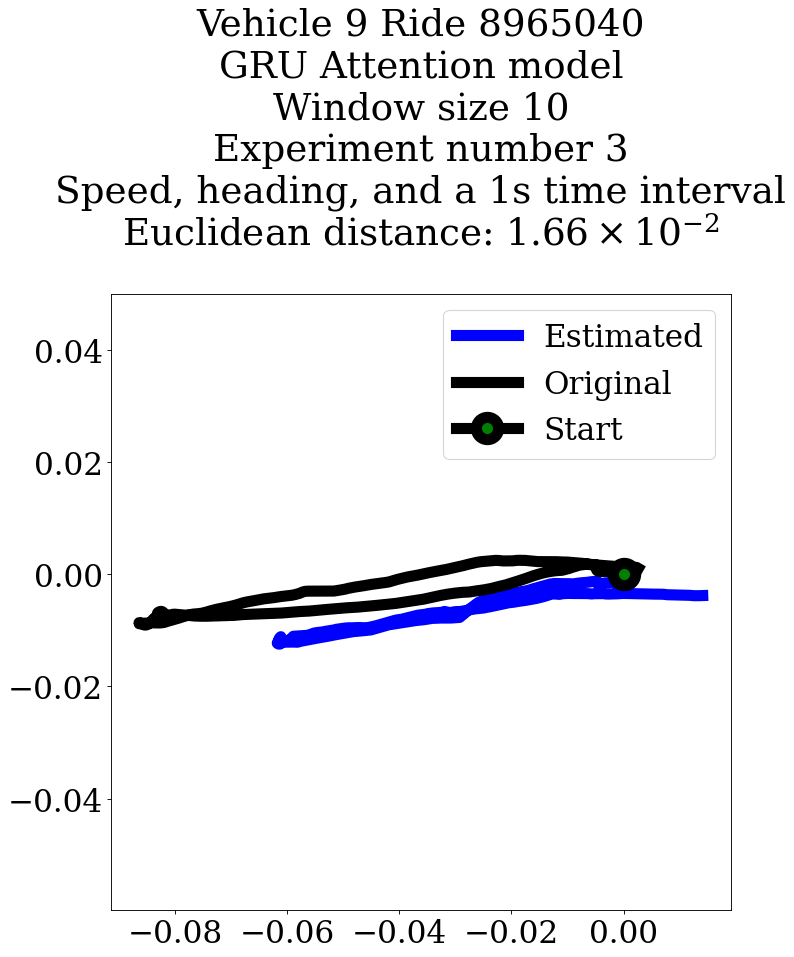 Vehicle 9 Ride 8965040
GRU Attention model
Window size 10
Experiment number 3
Speed, heading, and a 1s time interval
Euclidean distance: 1.66 × 10⁻²
Estimated
Original
Start
0.04
0.02
0.00
−0.02
−0.04
−0.08 −0.06 −0.04 −0.02 0.00